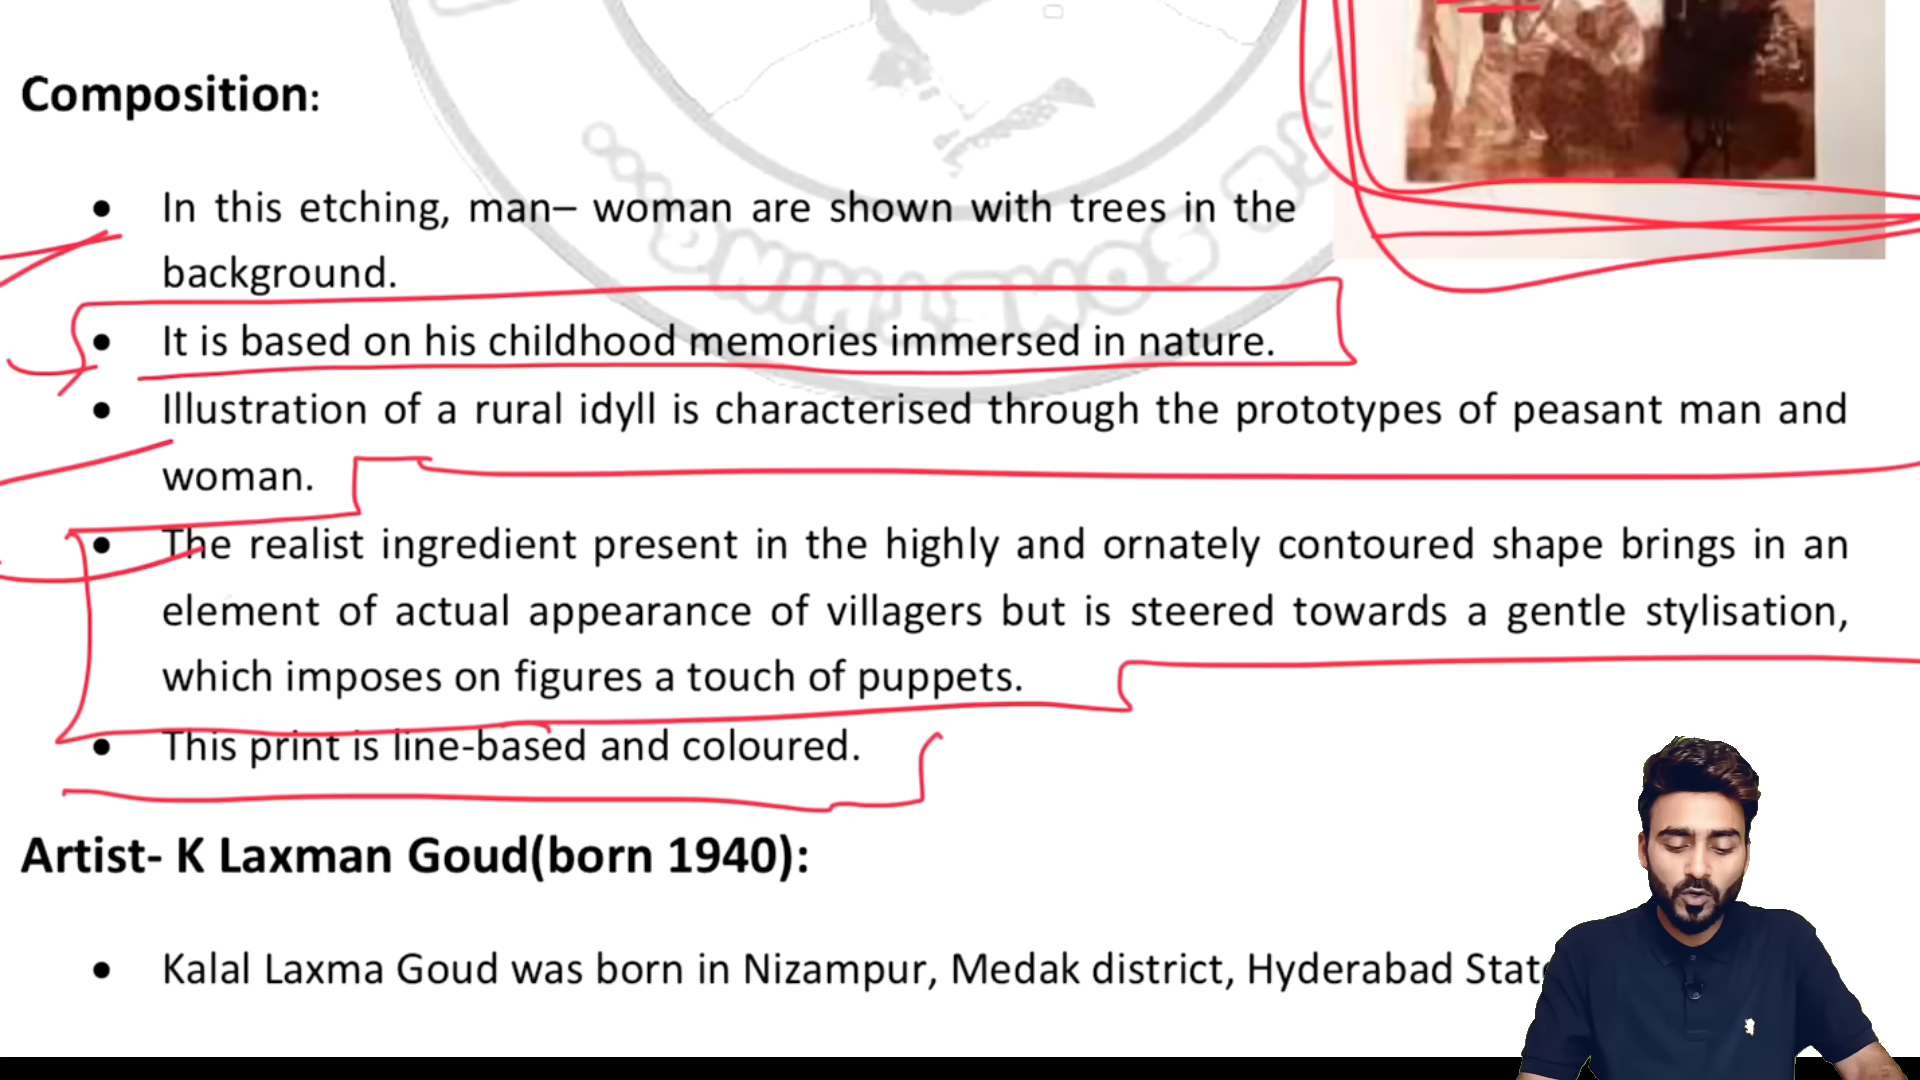 Composition:
• In this etching, man– woman are shown with trees in the
background.
• It is based on his childhood memories immersed in nature.
• Illustration of a rural idyll is characterised through the prototypes of peasant man and
woman.
• The realist ingredient present in the highly and ornately contoured shape brings in an
element of actual appearance of villagers but is steered towards a gentle stylisation,
which imposes on figures a touch of puppets.
• This print is line-based and coloured.
Artist- K Laxman Goud(born 1940):
• Kalal Laxma Goud was born in Nizampur, Medak district, Hyderabad State
SOMETHING